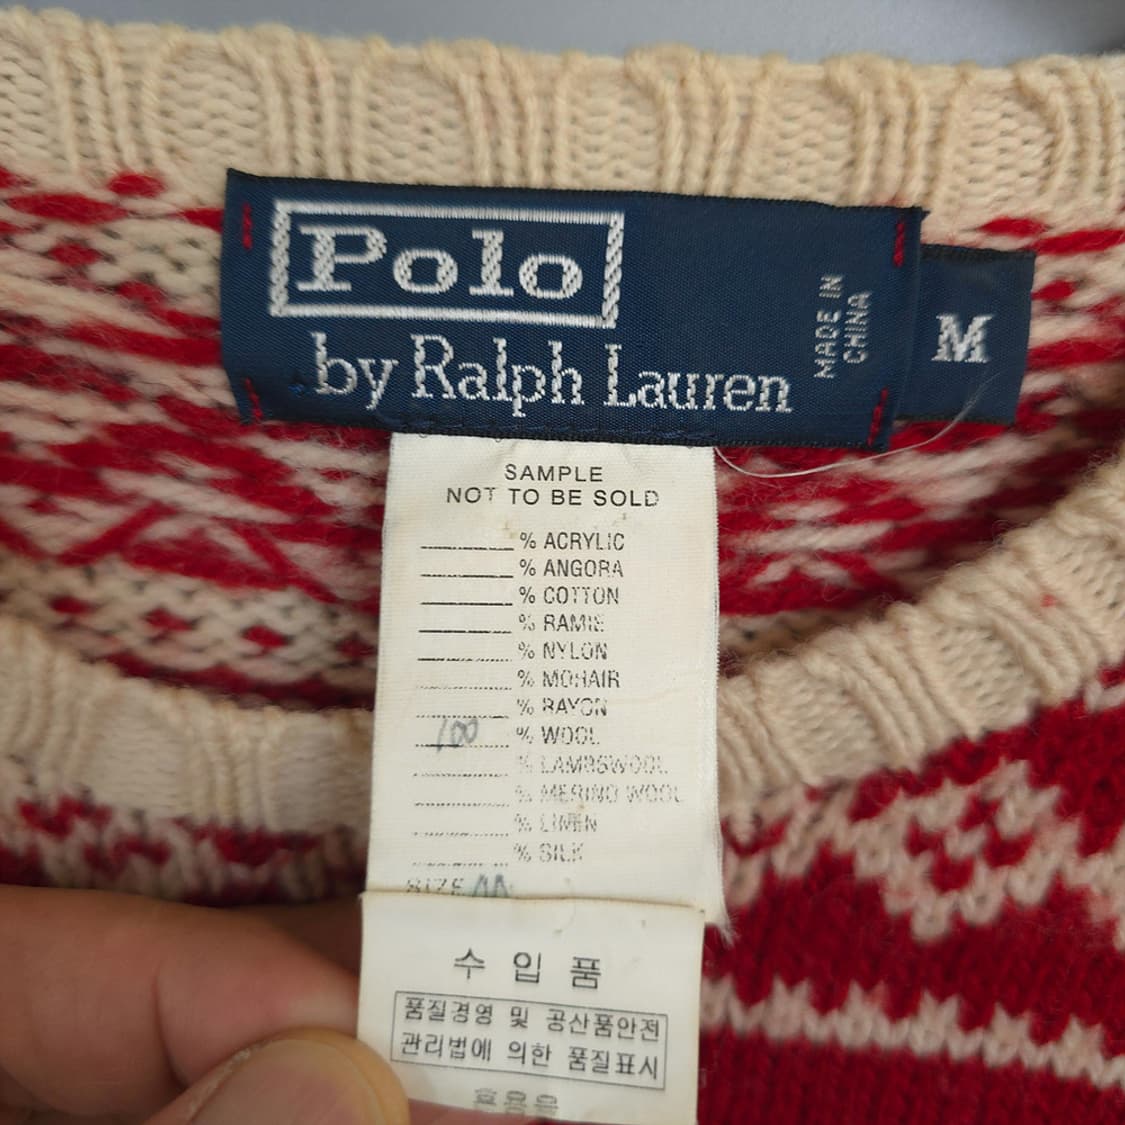 Polo
by Ralph Lauren
MADE IN
CHINA
M
SAMPLE
NOT TO BE SOLD
% ACRYLIC
% ANGORA
% COTTON
% RAMIE
% NYLON
% MOHAIR
% RAYON
100 % WOOL
% LAMBSWOOL
% MERINO WOOL
% LINEN
% SILK
SIZE M
수입품
품질경영 및 공산품안전
관리법에 의한 품질표시